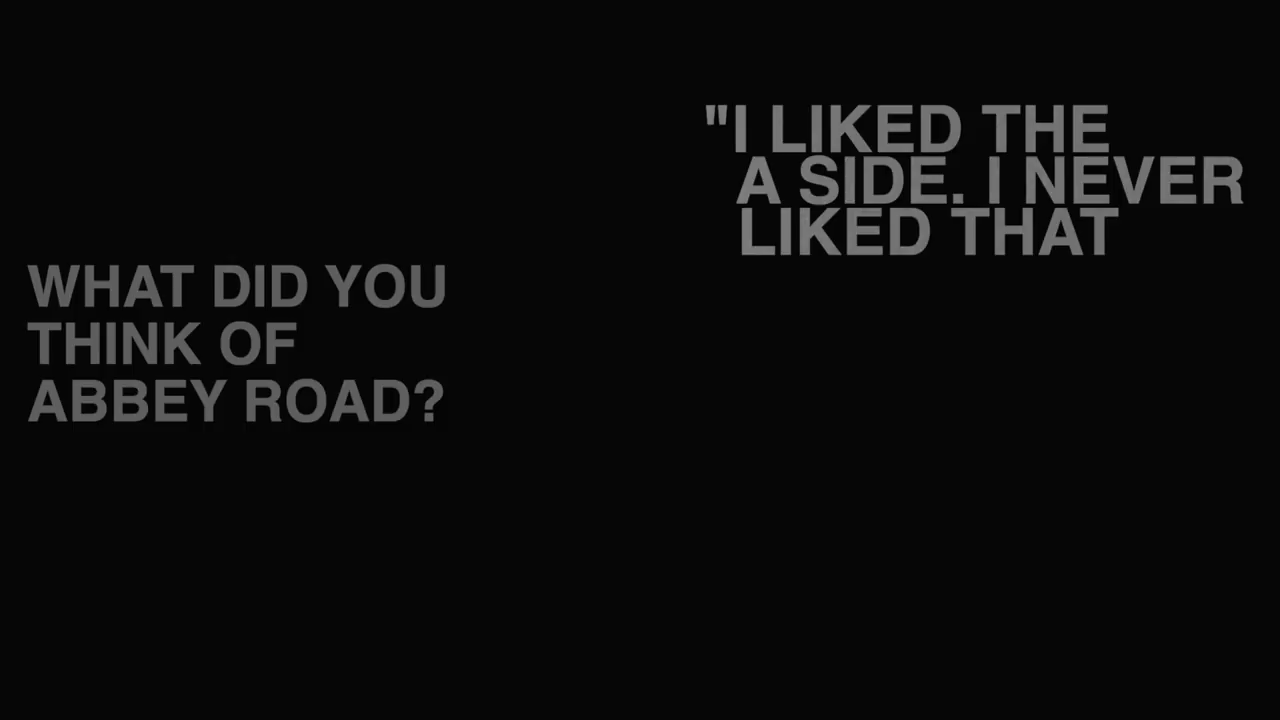 WHAT DID YOU
THINK OF
ABBEY ROAD?
"I LIKED THE
A SIDE. I NEVER
LIKED THAT